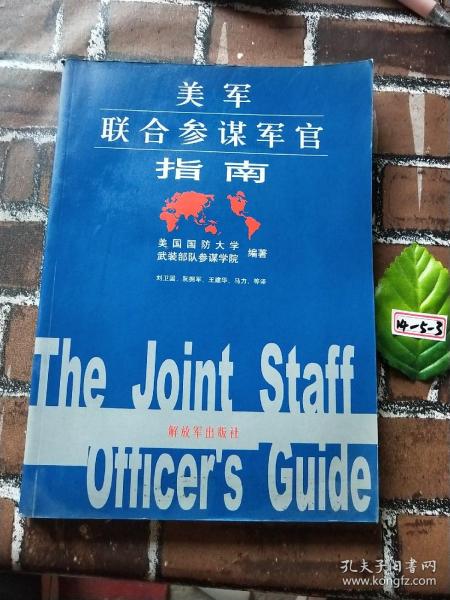 美军
联合参谋军官
指南
美国国防大学
武装部队参谋学院
编著
刘卫国、阮拥军、王建华、马力、等译
The Joint Staff
解放军出版社
Officer's Guide
14-5-3
孔夫子旧书网
www.kongfz.com